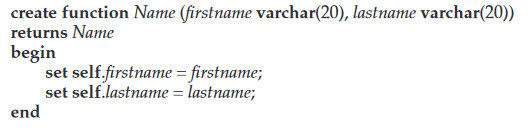 create function Name (firstname varchar(20), lastname varchar(20))
returns Name
begin
set self.firstname = firstname;
set self.lastname = lastname;
end